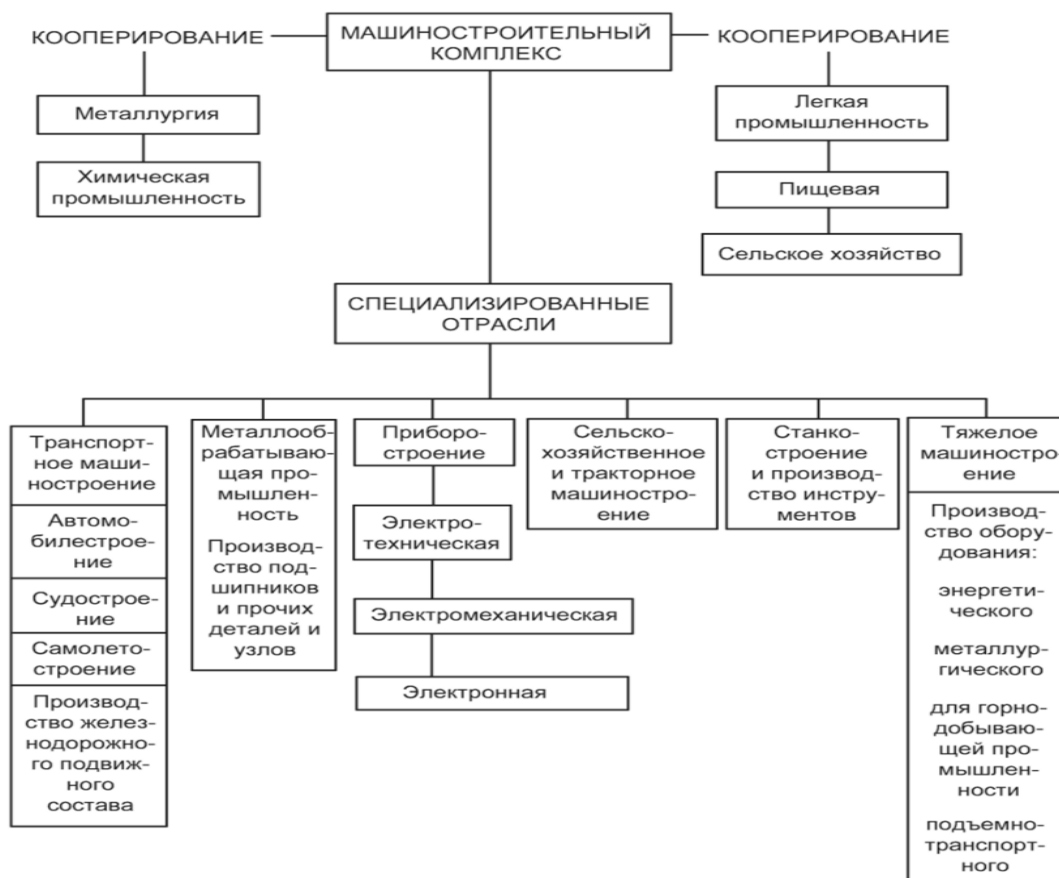 КООПЕРИРОВАНИЕ
МАШИНОСТРОИТЕЛЬНЫЙ
КОМПЛЕКС
КООПЕРИРОВАНИЕ
Металлургия
Химическая
промышленность
Легкая
промышленность
Пищевая
Сельское хозяйство
СПЕЦИАЛИЗИРОВАННЫЕ
ОТРАСЛИ
Транспорт-
ное маши-
ностроение
Автомо-
билестрое-
ние
Судострое-
ние
Самолето-
строение
Производ-
ство желез-
нодорожно-
го подвиж-
ного
состава
Металлооб-
рабатываю-
щая про-
мышлен-
ность
Производ-
ство под-
шипников
и прочих
деталей и
узлов
Приборо-
строение
Электро-
техническая
Электромеханическая
Электронная
Сельско-
хозяйственное
и тракторное
машиностро-
ение
Станко-
строение
и производ-
ство инстру-
ментов
Тяжелое
машиностро-
ение
Производ-
ство обору-
дования:
энергети-
ческого
металлур-
гического
для горно-
добываю-
щей про-
мышлен-
ности
подъемно-
транспорт-
ного